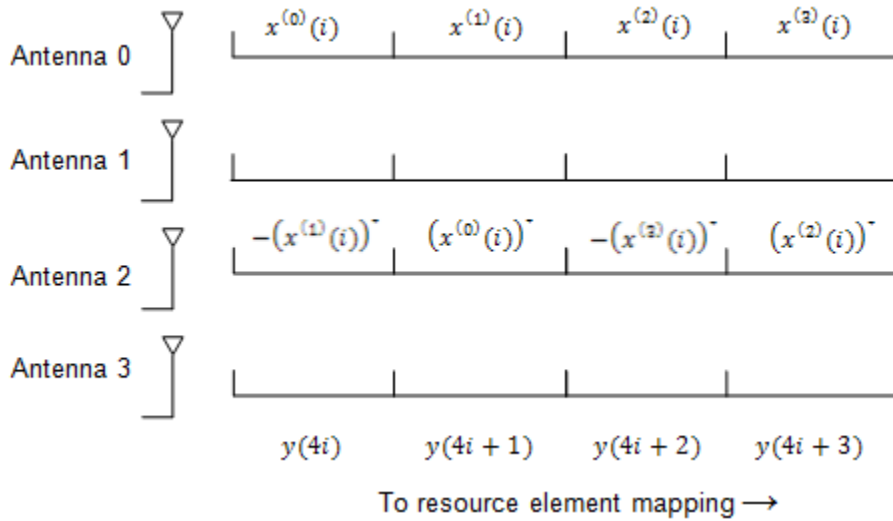 Antenna 0 x⁽⁰⁾(i) x⁽¹⁾(i) x⁽²⁾(i) x⁽³⁾(i)
Antenna 1
Antenna 2 −(x⁽¹⁾(i))⁻ (x⁽⁰⁾(i))⁻ −(x⁽³⁾(i))⁻ (x⁽²⁾(i))⁻
Antenna 3
y(4i) y(4i + 1) y(4i + 2) y(4i + 3)
To resource element mapping →